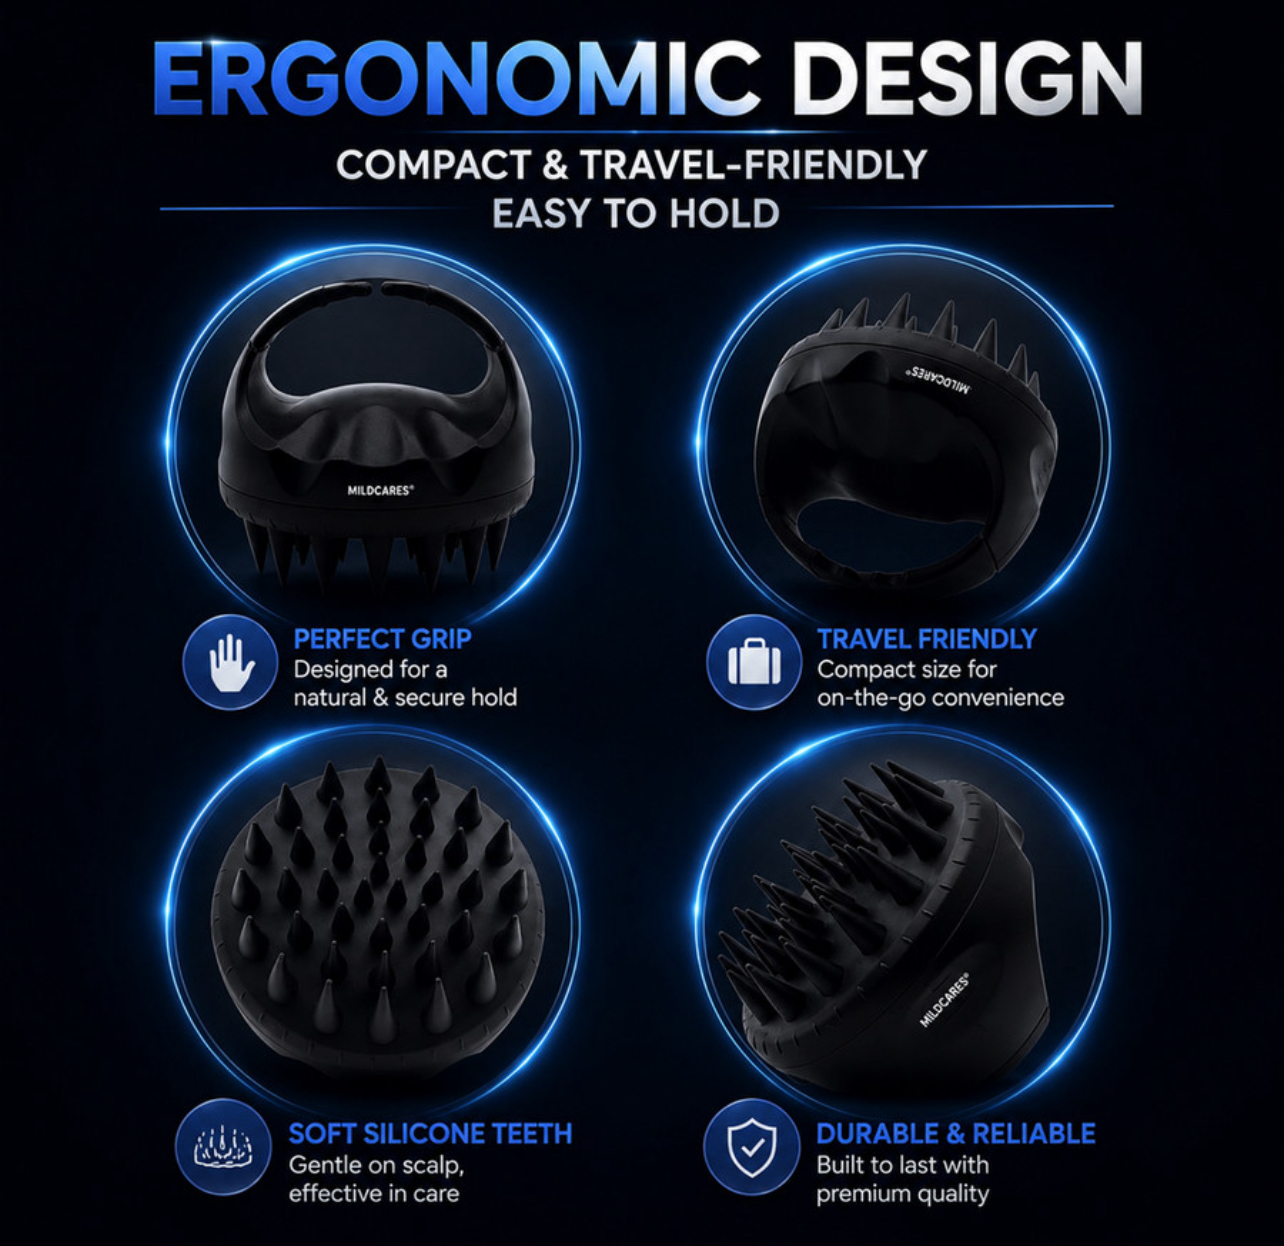 ERGONOMIC DESIGN
COMPACT & TRAVEL-FRIENDLY
EASY TO HOLD
MILDCARES®
MILDCARES®
PERFECT GRIP
Designed for a
natural & secure hold
TRAVEL FRIENDLY
Compact size for
on-the-go convenience
MILDCARES®
SOFT SILICONE TEETH
Gentle on scalp,
effective in care
DURABLE & RELIABLE
Built to last with
premium quality